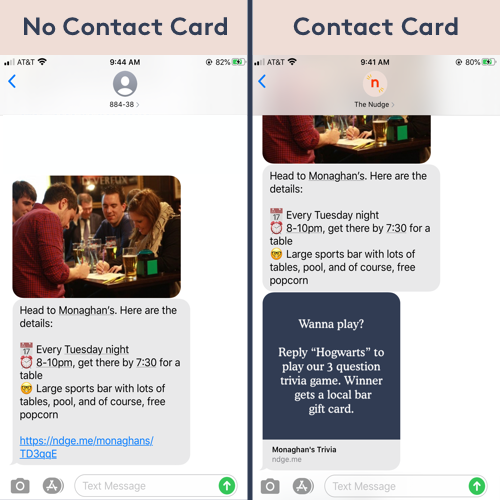 No Contact Card
AT&T
9:44 AM
82%
884-38
Head to Monaghan's. Here are the
details:
Every Tuesday night
8-10pm, get there by 7:30 for a
table
Large sports bar with lots of
tables, pool, and of course, free
popcorn
https://ndge.me/monaghans/
TD3qqE
Text Message
Contact Card
AT&T
9:41 AM
80%
n
The Nudge
Head to Monaghan's. Here are the
details:
Every Tuesday night
8-10pm, get there by 7:30 for a
table
Large sports bar with lots of
tables, pool, and of course, free
popcorn
Wanna play?
Reply “Hogwarts” to
play our 3 question
trivia game. Winner
gets a local bar
gift card.
Monaghan's Trivia
ndge.me
Text Message